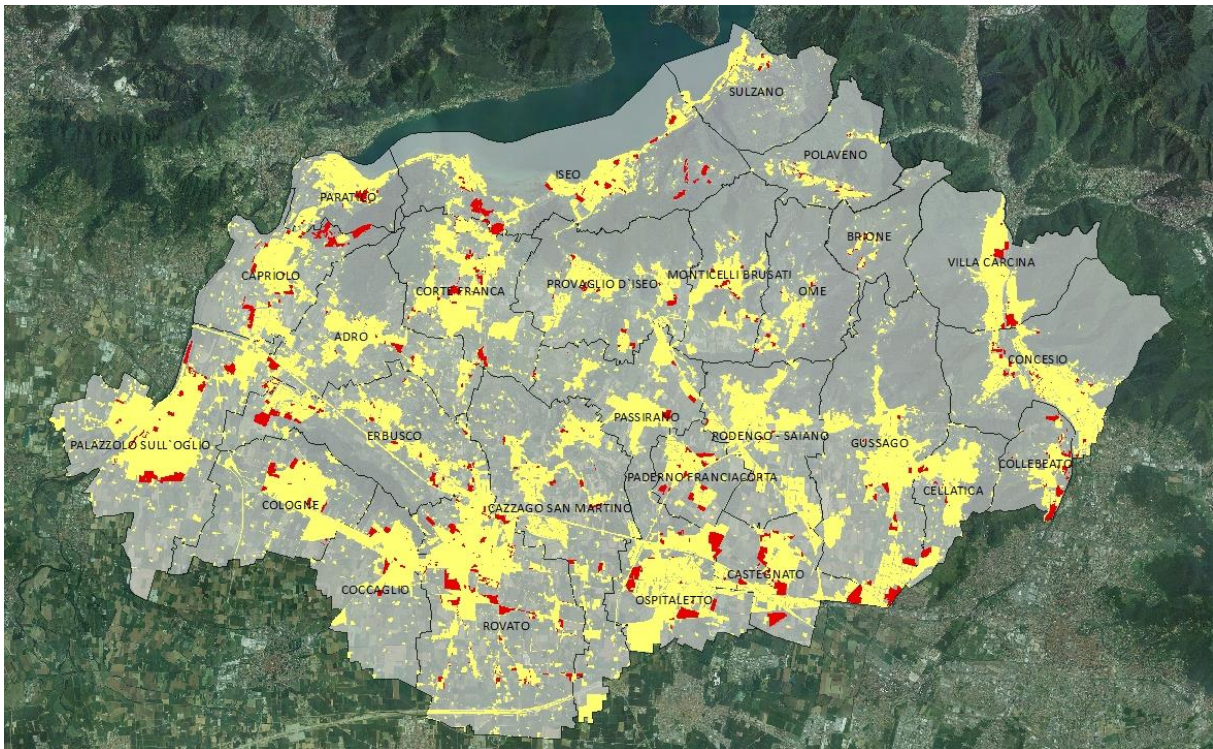 SULZANO
POLAVENO
ISEO
PARATICO
BRIONE
VILLA CARCINA
CAPRIOLO
CORTE FRANCA
PROVAGLIO D`ISEO
MONTICELLI BRUSATI
OME
ADRO
CONCESIO
PALAZZOLO SULL`OGLIO
ERBUSCO
PASSIRANO
RODENGO - SAIANO
GUSSAGO
COLLEBEATO
PADERNO FRANCIACORTA
CELLATICA
COLOGNE
CAZZAGO SAN MARTINO
CASTEGNATO
COCCAGLIO
OSPITALETTO
ROVATO